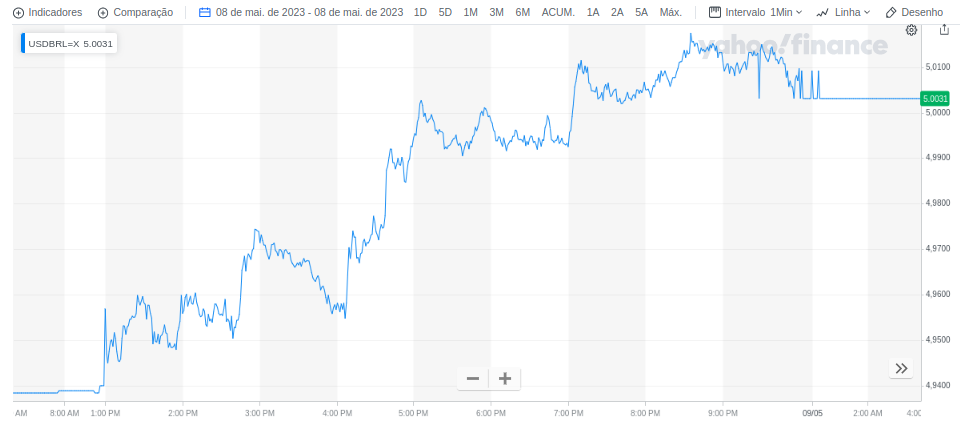 Indicadores Comparação 08 de mai. de 2023 - 08 de mai. de 2023 1D 5D 1M 3M 6M ACUM. 1A 2A 5A Máx. Intervalo 1Min Linha Desenho
USDBRL=X 5.0031
yahoo!finance
5,0100
5.0031
5,0000
4,9900
4,9800
4,9700
4,9600
4,9500
4,9400
AM 8:00 AM 1:00 PM 2:00 PM 3:00 PM 4:00 PM 5:00 PM 6:00 PM 7:00 PM 8:00 PM 9:00 PM 09/05 2:00 AM 4:00